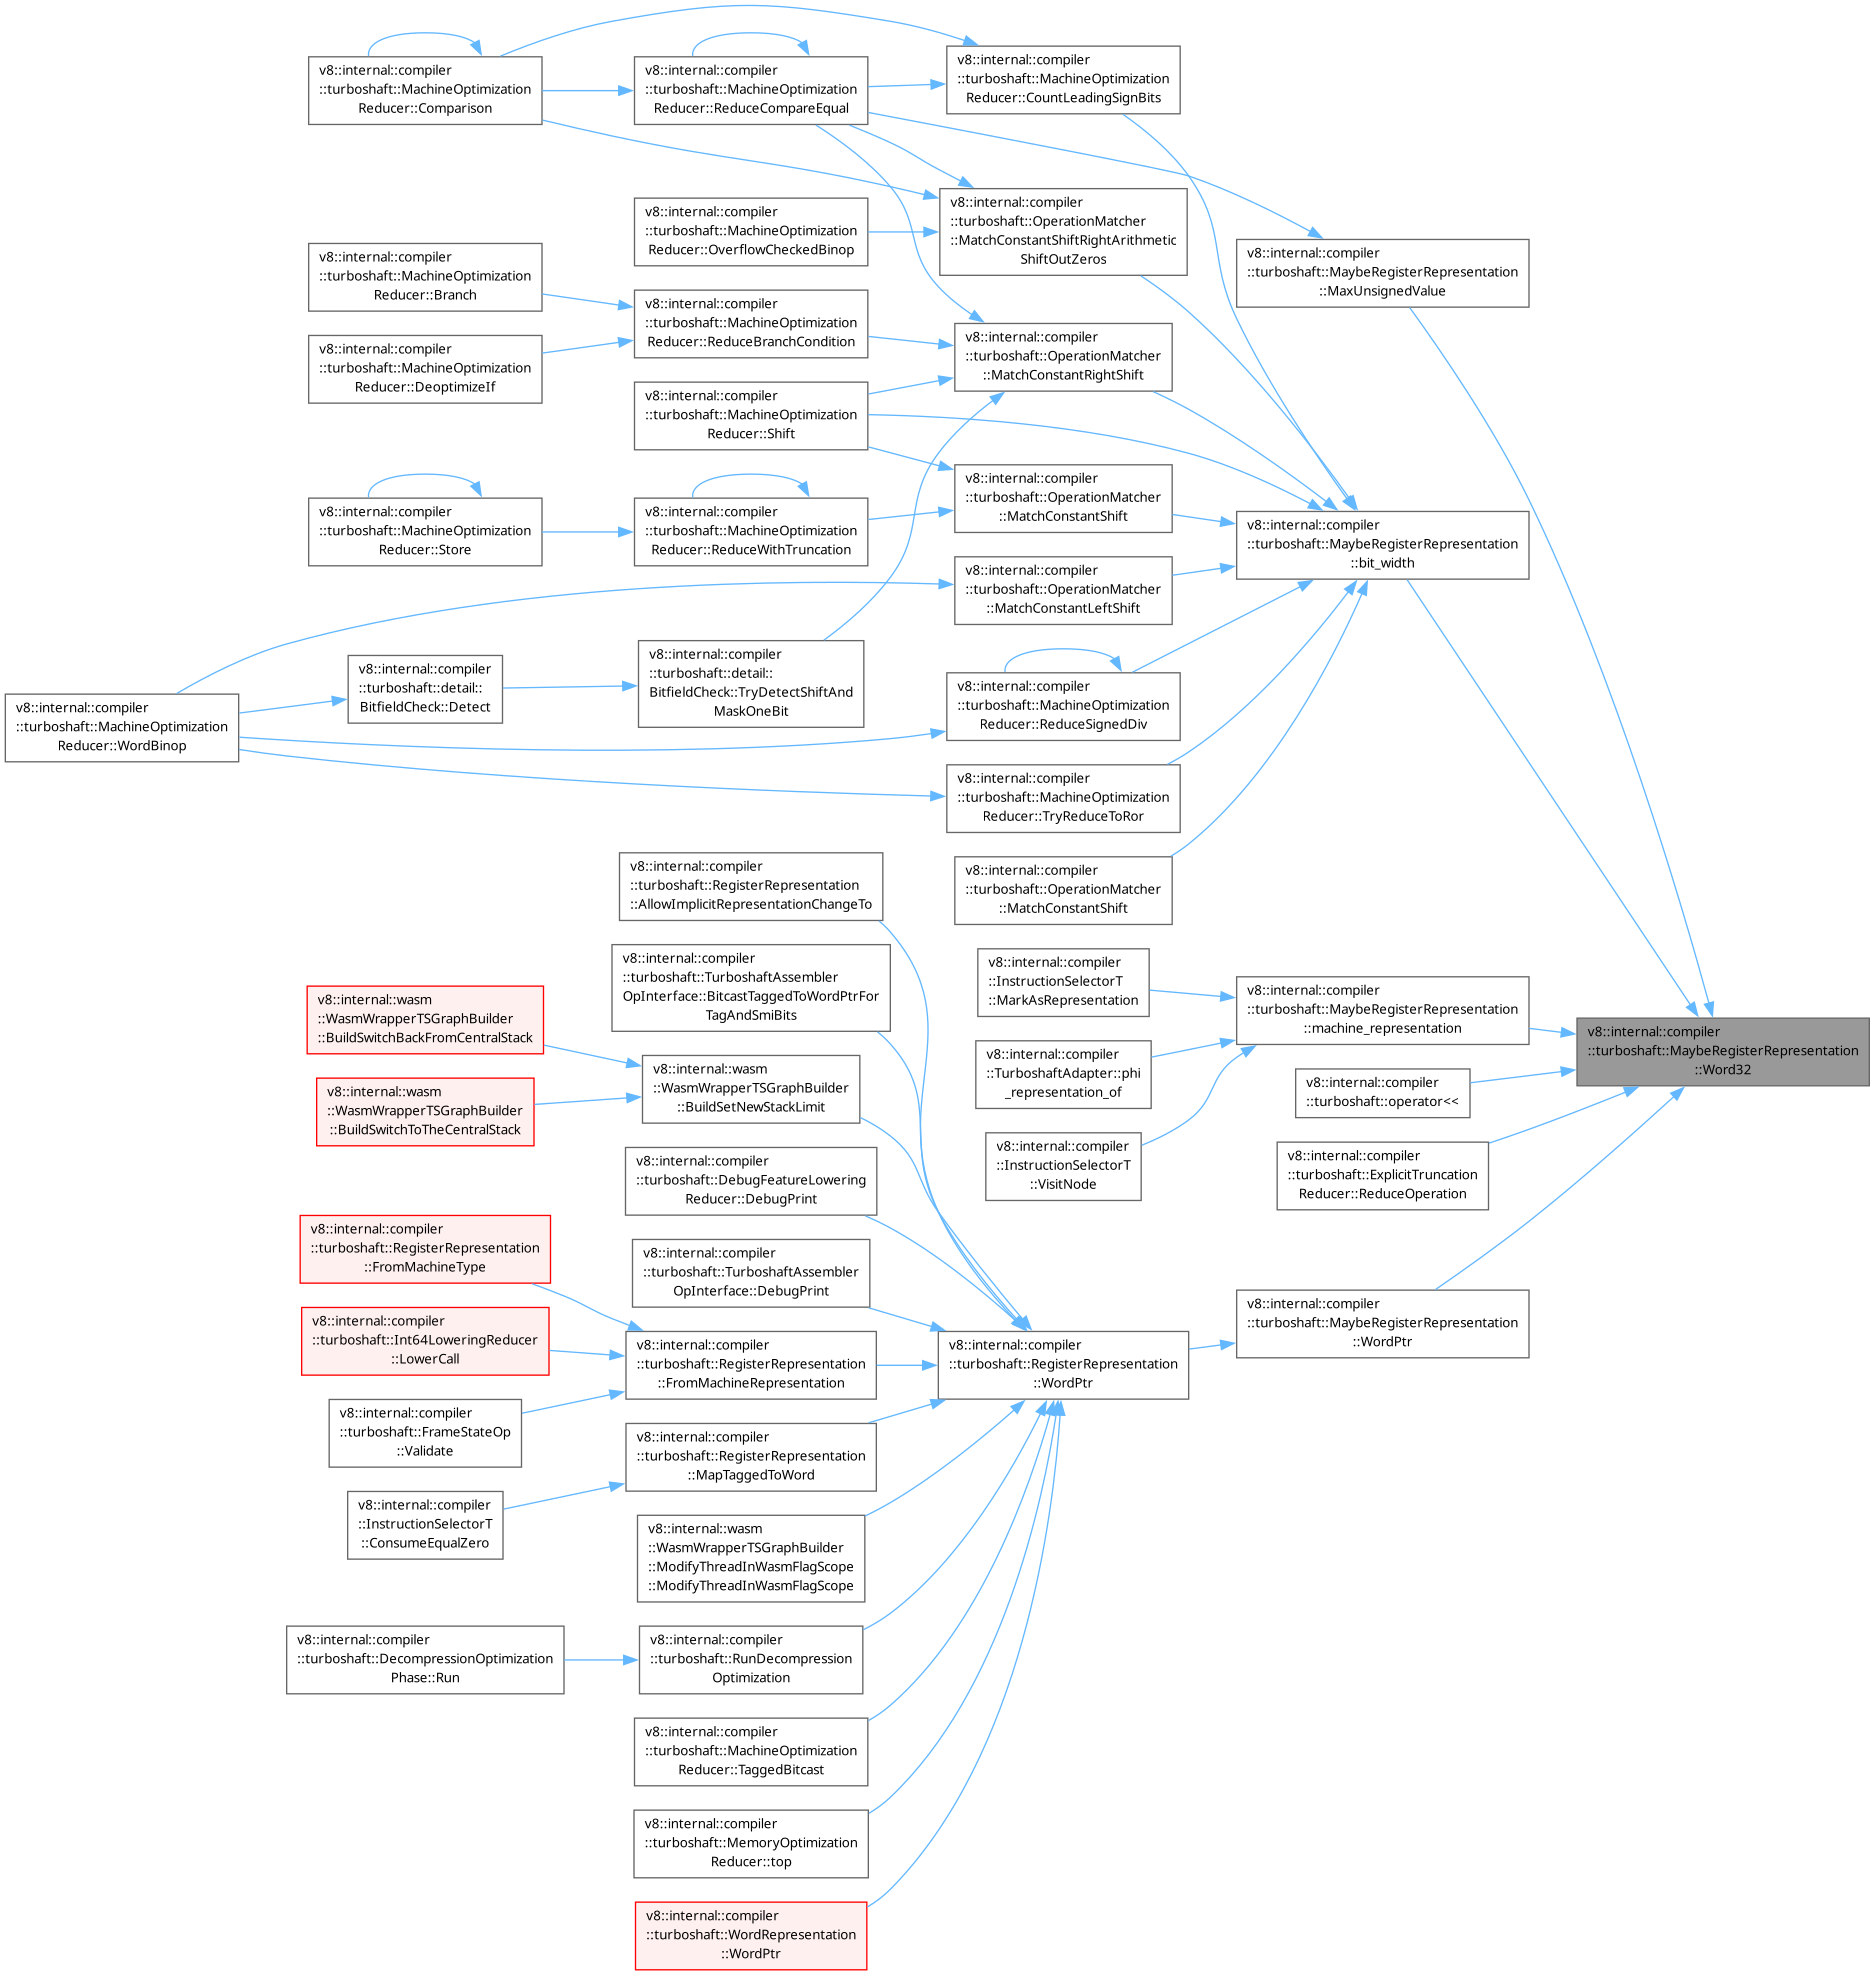 v8::internal::compiler
::turboshaft::MachineOptimization
Reducer::Comparison
v8::internal::compiler
::turboshaft::MachineOptimization
Reducer::ReduceCompareEqual
v8::internal::compiler
::turboshaft::MachineOptimization
Reducer::CountLeadingSignBits
v8::internal::compiler
::turboshaft::MachineOptimization
Reducer::OverflowCheckedBinop
v8::internal::compiler
::turboshaft::OperationMatcher
::MatchConstantShiftRightArithmetic
ShiftOutZeros
v8::internal::compiler
::turboshaft::MaybeRegisterRepresentation
::MaxUnsignedValue
v8::internal::compiler
::turboshaft::MachineOptimization
Reducer::Branch
v8::internal::compiler
::turboshaft::MachineOptimization
Reducer::ReduceBranchCondition
v8::internal::compiler
::turboshaft::MachineOptimization
Reducer::DeoptimizeIf
v8::internal::compiler
::turboshaft::OperationMatcher
::MatchConstantRightShift
v8::internal::compiler
::turboshaft::MachineOptimization
Reducer::Shift
v8::internal::compiler
::turboshaft::OperationMatcher
::MatchConstantShift
v8::internal::compiler
::turboshaft::MachineOptimization
Reducer::Store
v8::internal::compiler
::turboshaft::MachineOptimization
Reducer::ReduceWithTruncation
v8::internal::compiler
::turboshaft::MaybeRegisterRepresentation
::bit_width
v8::internal::compiler
::turboshaft::OperationMatcher
::MatchConstantLeftShift
v8::internal::compiler
::turboshaft::MachineOptimization
Reducer::WordBinop
v8::internal::compiler
::turboshaft::detail::
BitfieldCheck::Detect
v8::internal::compiler
::turboshaft::detail::
BitfieldCheck::TryDetectShiftAnd
MaskOneBit
v8::internal::compiler
::turboshaft::MachineOptimization
Reducer::ReduceSignedDiv
v8::internal::compiler
::turboshaft::MachineOptimization
Reducer::TryReduceToRor
v8::internal::compiler
::turboshaft::OperationMatcher
::MatchConstantShift
v8::internal::compiler
::turboshaft::RegisterRepresentation
::AllowImplicitRepresentationChangeTo
v8::internal::compiler
::turboshaft::TurboshaftAssembler
OpInterface::BitcastTaggedToWordPtrFor
TagAndSmiBits
v8::internal::compiler
::InstructionSelectorT
::MarkAsRepresentation
v8::internal::compiler
::turboshaft::MaybeRegisterRepresentation
::machine_representation
v8::internal::wasm
::WasmWrapperTSGraphBuilder
::BuildSwitchBackFromCentralStack
v8::internal::compiler
::turboshaft::MaybeRegisterRepresentation
::Word32
v8::internal::wasm
::WasmWrapperTSGraphBuilder
::BuildSetNewStackLimit
v8::internal::compiler
::TurboshaftAdapter::phi
_representation_of
v8::internal::compiler
::turboshaft::operator<<
v8::internal::wasm
::WasmWrapperTSGraphBuilder
::BuildSwitchToTheCentralStack
v8::internal::compiler
::InstructionSelectorT
::VisitNode
v8::internal::compiler
::turboshaft::ExplicitTruncation
Reducer::ReduceOperation
v8::internal::compiler
::turboshaft::DebugFeatureLowering
Reducer::DebugPrint
v8::internal::compiler
::turboshaft::RegisterRepresentation
::FromMachineType
v8::internal::compiler
::turboshaft::TurboshaftAssembler
OpInterface::DebugPrint
v8::internal::compiler
::turboshaft::MaybeRegisterRepresentation
::WordPtr
v8::internal::compiler
::turboshaft::Int64LoweringReducer
::LowerCall
v8::internal::compiler
::turboshaft::RegisterRepresentation
::FromMachineRepresentation
v8::internal::compiler
::turboshaft::RegisterRepresentation
::WordPtr
v8::internal::compiler
::turboshaft::FrameStateOp
::Validate
v8::internal::compiler
::turboshaft::RegisterRepresentation
::MapTaggedToWord
v8::internal::compiler
::InstructionSelectorT
::ConsumeEqualZero
v8::internal::wasm
::WasmWrapperTSGraphBuilder
::ModifyThreadInWasmFlagScope
::ModifyThreadInWasmFlagScope
v8::internal::compiler
::turboshaft::DecompressionOptimization
Phase::Run
v8::internal::compiler
::turboshaft::RunDecompression
Optimization
v8::internal::compiler
::turboshaft::MachineOptimization
Reducer::TaggedBitcast
v8::internal::compiler
::turboshaft::MemoryOptimization
Reducer::top
v8::internal::compiler
::turboshaft::WordRepresentation
::WordPtr